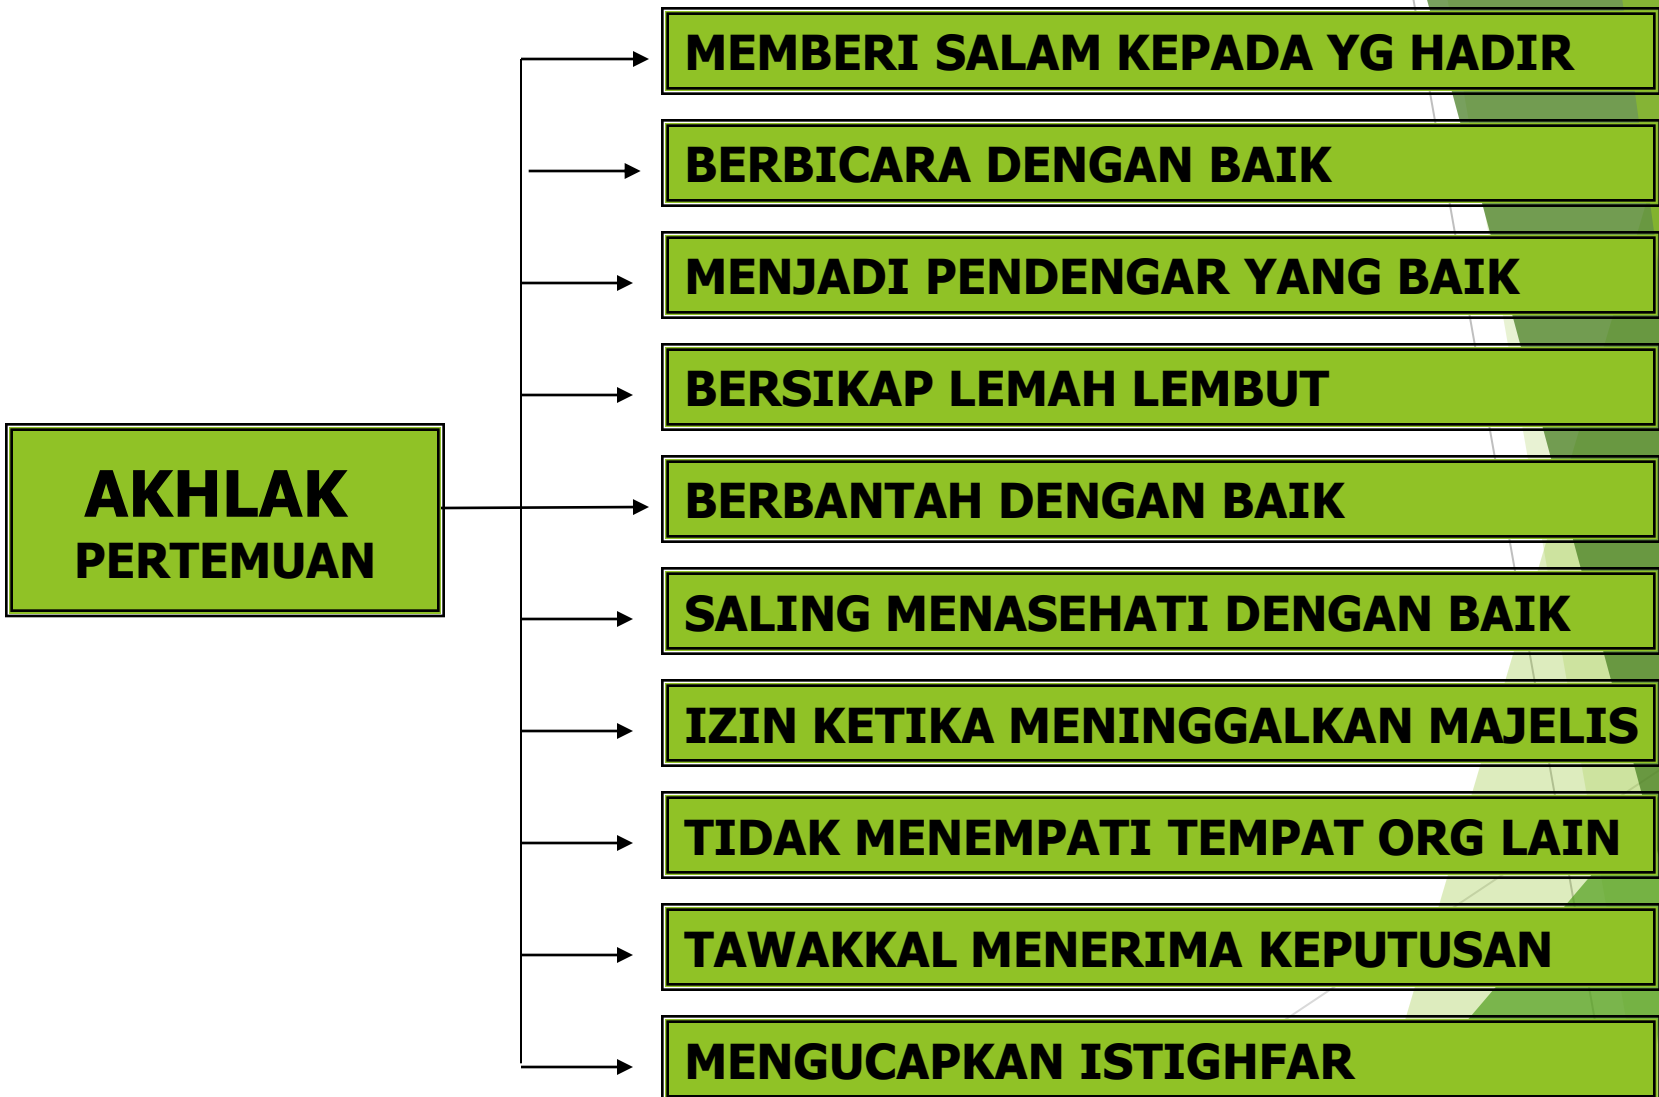 MEMBERI SALAM KEPADA YG HADIR
BERBICARA DENGAN BAIK
MENJADI PENDENGAR YANG BAIK
BERSIKAP LEMAH LEMBUT
AKHLAK
PERTEMUAN
BERBANTAH DENGAN BAIK
SALING MENASEHATI DENGAN BAIK
IZIN KETIKA MENINGGALKAN MAJELIS
TIDAK MENEMPATI TEMPAT ORG LAIN
TAWAKKAL MENERIMA KEPUTUSAN
MENGUCAPKAN ISTIGHFAR